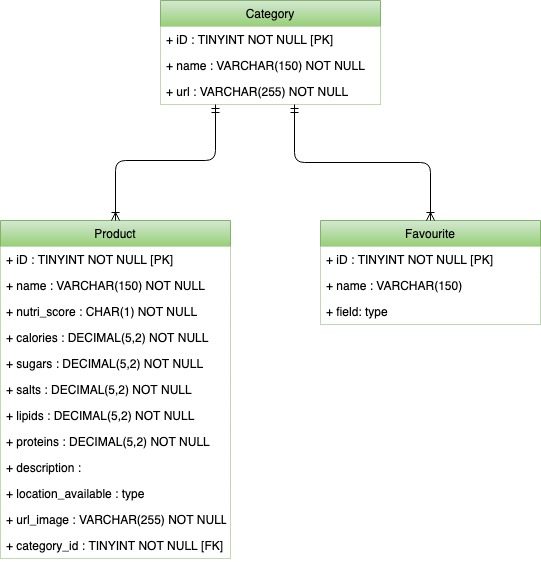 Category
+ iD : TINYINT NOT NULL [PK]
+ name : VARCHAR(150) NOT NULL
+ url : VARCHAR(255) NOT NULL
Product
+ iD : TINYINT NOT NULL [PK]
+ name : VARCHAR(150) NOT NULL
+ nutri_score : CHAR(1) NOT NULL
+ calories : DECIMAL(5,2) NOT NULL
+ sugars : DECIMAL(5,2) NOT NULL
+ salts : DECIMAL(5,2) NOT NULL
+ lipids : DECIMAL(5,2) NOT NULL
+ proteins : DECIMAL(5,2) NOT NULL
+ description :
+ location_available : type
+ url_image : VARCHAR(255) NOT NULL
+ category_id : TINYINT NOT NULL [FK]
Favourite
+ iD : TINYINT NOT NULL [PK]
+ name : VARCHAR(150)
+ field: type